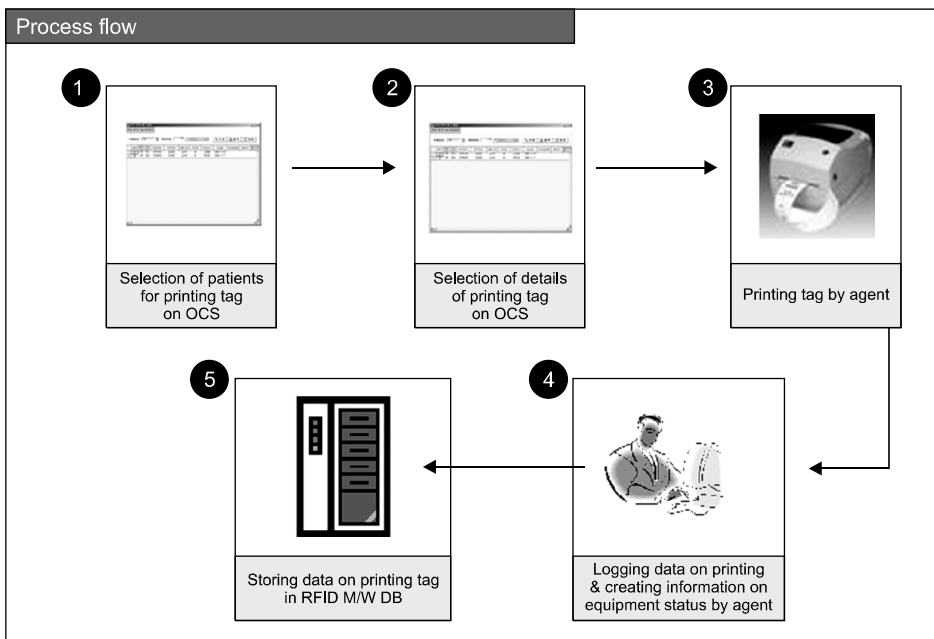 Process flow
1
Selection of patients
for printing tag
on OCS
2
Selection of details
of printing tag
on OCS
3
Printing tag by agent
4
Logging data on printing
& creating information on
equipment status by agent
5
Storing data on printing tag
in RFID M/W DB